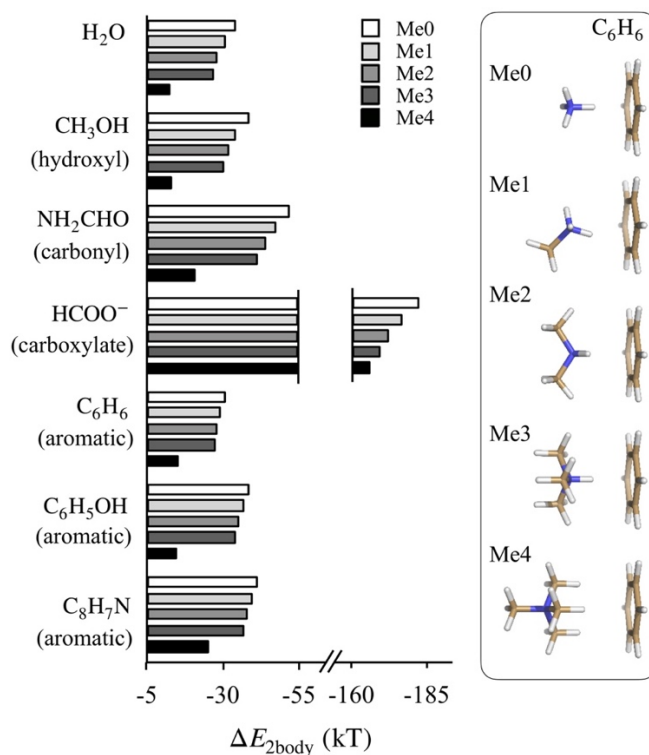 H₂O
CH₃OH
(hydroxyl)
NH₂CHO
(carbonyl)
HCOO⁻
(carboxylate)
C₆H₆
(aromatic)
C₆H₅OH
(aromatic)
C₈H₇N
(aromatic)
-5
-30
-55
-160
-185
ΔE₂body (kT)
Me0
Me1
Me2
Me3
Me4
C₆H₆
Me0
Me1
Me2
Me3
Me4